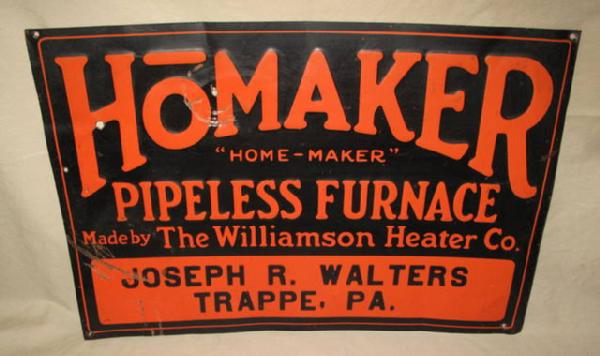 HōMAKER
"HOME-MAKER"
PIPELESS FURNACE
Made by The Williamson Heater Co.
JOSEPH R. WALTERS
TRAPPE, PA.